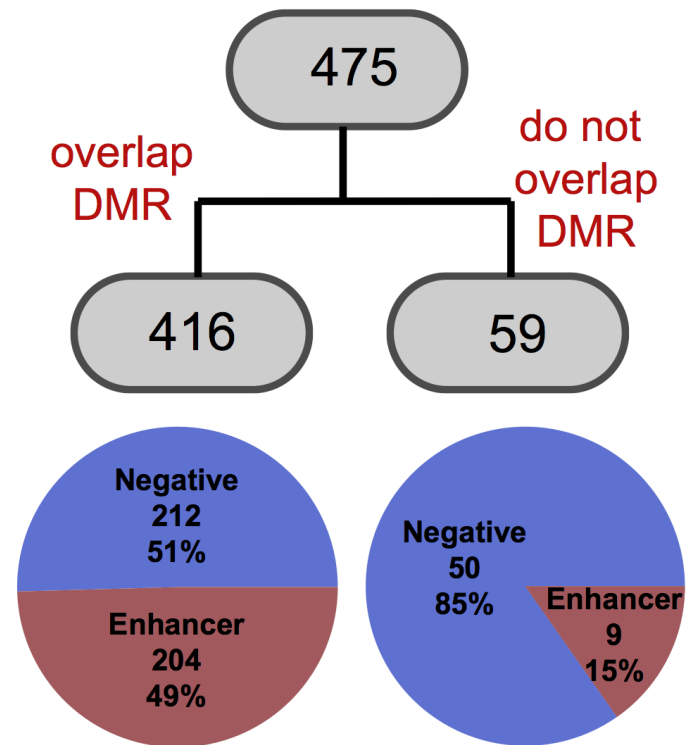 475
overlap
DMR
do not
overlap
DMR
416
59
Negative
212
51%
Enhancer
204
49%
Negative
50
85%
Enhancer
9
15%